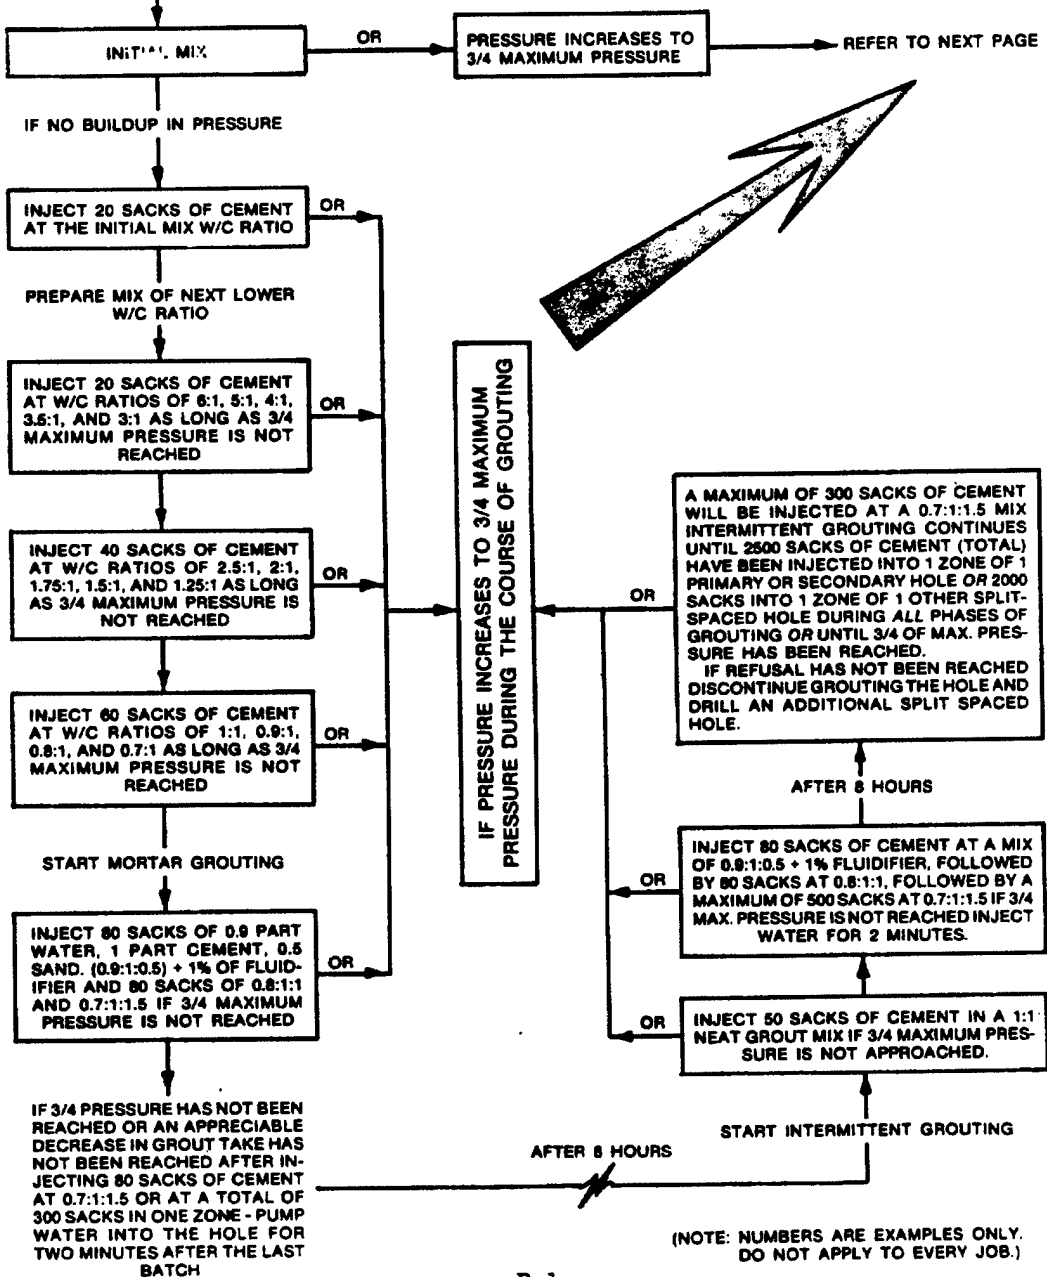 INITIAL MIX
OR
PRESSURE INCREASES TO
3/4 MAXIMUM PRESSURE
REFER TO NEXT PAGE
IF NO BUILDUP IN PRESSURE
INJECT 20 SACKS OF CEMENT
AT THE INITIAL MIX W/C RATIO
OR
PREPARE MIX OF NEXT LOWER
W/C RATIO
INJECT 20 SACKS OF CEMENT
AT W/C RATIOS OF 6:1, 5:1, 4:1,
3.5:1, AND 3:1 AS LONG AS 3/4
MAXIMUM PRESSURE IS NOT
REACHED
OR
INJECT 40 SACKS OF CEMENT
AT W/C RATIOS OF 2.5:1, 2:1,
1.75:1, 1.5:1, AND 1.25:1 AS LONG
AS 3/4 MAXIMUM PRESSURE IS
NOT REACHED
OR
INJECT 60 SACKS OF CEMENT
AT W/C RATIOS OF 1:1, 0.9:1,
0.8:1, AND 0.7:1 AS LONG AS 3/4
MAXIMUM PRESSURE IS NOT
REACHED
OR
START MORTAR GROUTING
INJECT 80 SACKS OF 0.9 PART
WATER, 1 PART CEMENT, 0.5
SAND. (0.9:1:0.5) + 1% OF FLUID-
IFIER AND 80 SACKS OF 0.8:1:1
AND 0.7:1:1.5 IF 3/4 MAXIMUM
PRESSURE IS NOT REACHED
OR
IF 3/4 PRESSURE HAS NOT BEEN
REACHED OR AN APPRECIABLE
DECREASE IN GROUT TAKE HAS
NOT BEEN REACHED AFTER IN-
JECTING 80 SACKS OF CEMENT
AT 0.7:1:1.5 OR AT A TOTAL OF
300 SACKS IN ONE ZONE - PUMP
WATER INTO THE HOLE FOR
TWO MINUTES AFTER THE LAST
BATCH
AFTER 8 HOURS
START INTERMITTENT GROUTING
INJECT 50 SACKS OF CEMENT IN A 1:1
NEAT GROUT MIX IF 3/4 MAXIMUM PRES-
SURE IS NOT APPROACHED.
OR
INJECT 80 SACKS OF CEMENT AT A MIX
OF 0.9:1:0.5 + 1% FLUIDIFIER, FOLLOWED
BY 80 SACKS AT 0.8:1:1, FOLLOWED BY A
MAXIMUM OF 500 SACKS AT 0.7:1:1.5 IF 3/4
MAX. PRESSURE IS NOT REACHED INJECT
WATER FOR 2 MINUTES.
OR
AFTER 8 HOURS
A MAXIMUM OF 300 SACKS OF CEMENT
WILL BE INJECTED AT A 0.7:1:1.5 MIX
INTERMITTENT GROUTING CONTINUES
UNTIL 2500 SACKS OF CEMENT (TOTAL)
HAVE BEEN INJECTED INTO 1 ZONE OF 1
PRIMARY OR SECONDARY HOLE OR 2000
SACKS INTO 1 ZONE OF 1 OTHER SPLIT-
SPACED HOLE DURING ALL PHASES OF
GROUTING OR UNTIL 3/4 OF MAX. PRES-
SURE HAS BEEN REACHED.
IF REFUSAL HAS NOT BEEN REACHED
DISCONTINUE GROUTING THE HOLE AND
DRILL AN ADDITIONAL SPLIT SPACED
HOLE.
OR
IF PRESSURE INCREASES TO 3/4 MAXIMUM
PRESSURE DURING THE COURSE OF GROUTING
(NOTE: NUMBERS ARE EXAMPLES ONLY.
DO NOT APPLY TO EVERY JOB.)